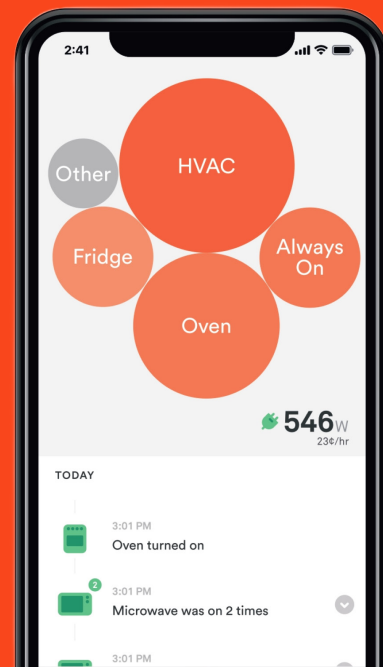 2:41
HVAC
Other
Fridge
Always
On
Oven
546W
23¢/hr
TODAY
3:01 PM
Oven turned on
2
3:01 PM
Microwave was on 2 times
3:01 PM